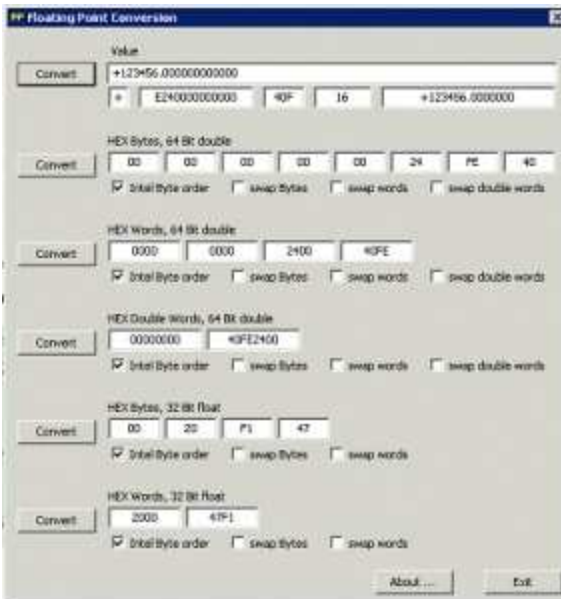 Floating Point Conversion
Value
Convert +123456.000000000000
+ E240000000000 40F 16 +123456.0000000
HEX Bytes, 64 Bit double
Convert 00 00 00 00 00 24 FE 40
Intel Byte order swap Bytes swap words swap double words
HEX Words, 64 Bit double
Convert 0000 0000 2400 40FE
Intel Byte order swap Bytes swap words swap double words
HEX Double Words, 64 Bit double
Convert 00000000 40FE2400
Intel Byte order swap Bytes swap words swap double words
HEX Bytes, 32 Bit float
Convert 00 20 F1 47
Intel Byte order swap Bytes swap words
HEX Words, 32 Bit float
Convert 2000 47F1
Intel Byte order swap Bytes swap words
About ... Exit